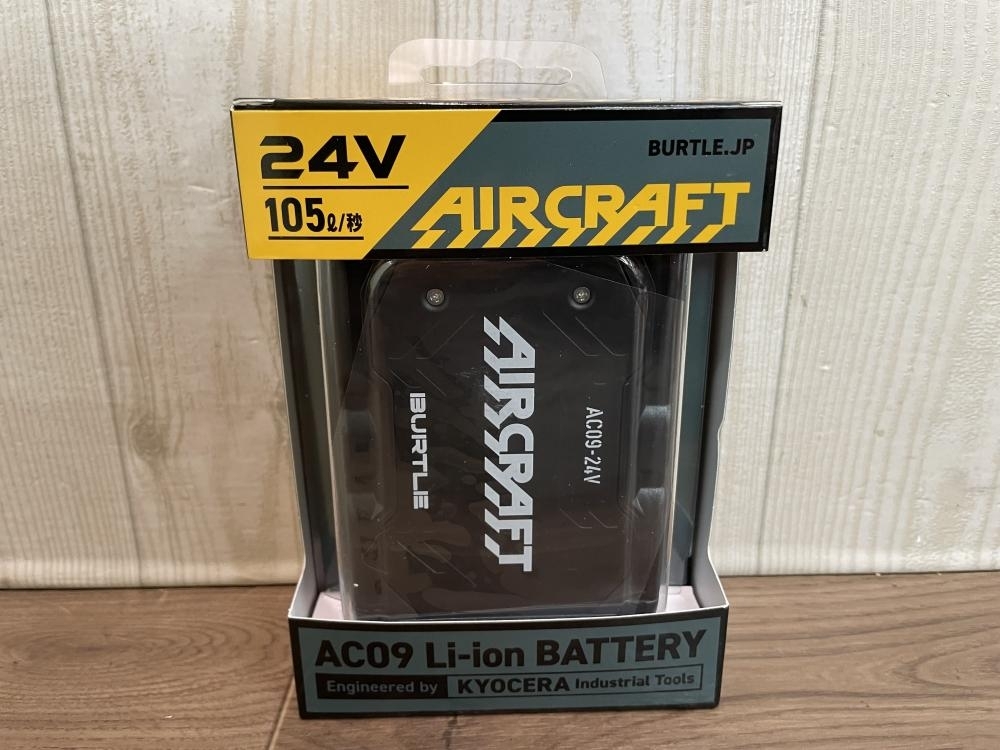 24V
105ℓ/秒
BURTLE.JP
AIRCRAFT
AIRCRAFT
BURTLE
AC09-24V
AC09 Li-ion BATTERY
Engineered by KYOCERA Industrial Tools